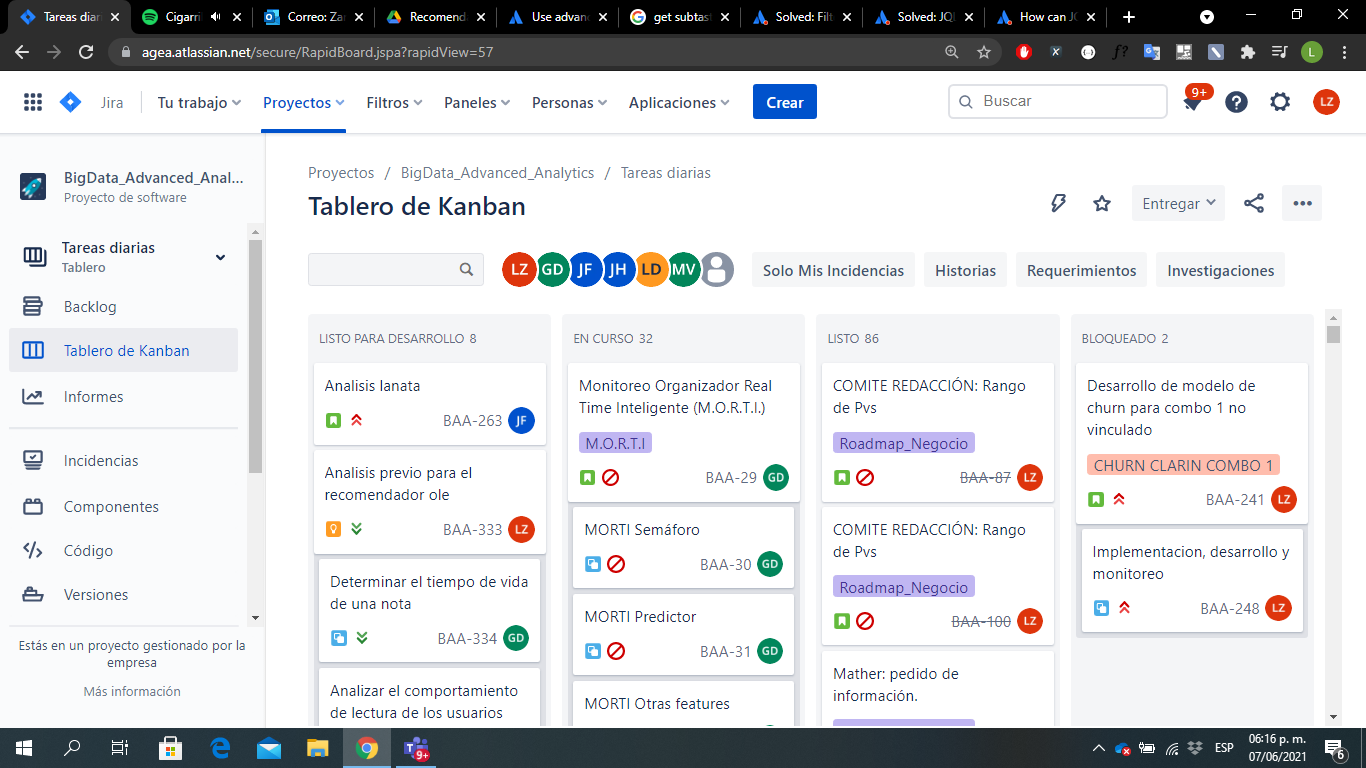 Tareas diari
Cigarri
Correo: Zar
Recomend
Use advan
get subtas
Solved: Filt
Solved: JQL
How can JQ
agea.atlassian.net/secure/RapidBoard.jspa?rapidView=57
L
Jira
Tu trabajo
Proyectos
Filtros
Paneles
Personas
Aplicaciones
Crear
Buscar
9+
LZ
BigData_Advanced_Anal...
Proyecto de software
Tareas diarias
Tablero
Backlog
Tablero de Kanban
Informes
Incidencias
Componentes
Código
Versiones
Estás en un proyecto gestionado por la
empresa
Más información
Proyectos / BigData_Advanced_Analytics / Tareas diarias
Tablero de Kanban
Entregar
LZ GD JF JH LD MV
Solo Mis Incidencias
Historias
Requerimientos
Investigaciones
LISTO PARA DESARROLLO 8
Analisis lanata
BAA-263 JF
Analisis previo para el
recomendador ole
BAA-333 LZ
Determinar el tiempo de vida
de una nota
BAA-334 GD
Analizar el comportamiento
de lectura de los usuarios
EN CURSO 32
Monitoreo Organizador Real
Time Inteligente (M.O.R.T.I.)
M.O.R.T.I
BAA-29 GD
MORTI Semáforo
BAA-30 GD
MORTI Predictor
BAA-31 GD
MORTI Otras features
LISTO 86
COMITE REDACCIÓN: Rango
de Pvs
Roadmap_Negocio
BAA-87 LZ
COMITE REDACCIÓN: Rango
de Pvs
Roadmap_Negocio
BAA-100 LZ
Mather: pedido de
información.
BLOQUEADO 2
Desarrollo de modelo de
churn para combo 1 no
vinculado
CHURN CLARIN COMBO 1
BAA-241 LZ
Implementacion, desarrollo y
monitoreo
BAA-248 LZ
9+
ESP
06:16 p. m.
07/06/2021
6